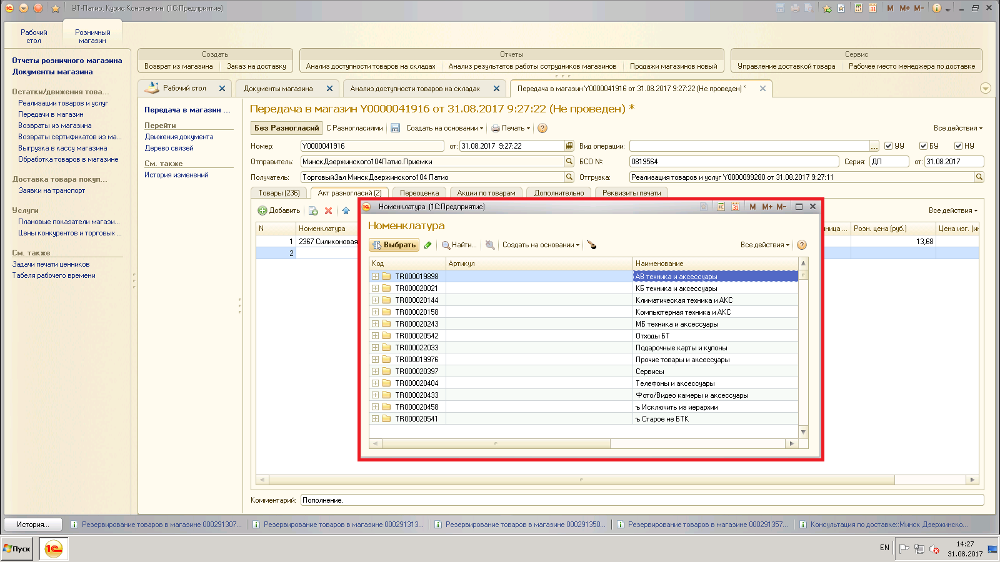 УТ-Патио, Курис Константин (1С:Предприятие)
M M+ M-
Рабочий стол
Розничный магазин
Создать
Возврат из магазина
Заказ на доставку
Отчеты
Анализ доступности товаров на складах
Анализ результатов работы сотрудников магазинов
Продажи магазинов новый
Сервис
Управление доставкой товара
Рабочее место менеджера по доставке
Отчеты розничного магазина
Документы магазина
Остатки/движения това...
Реализации товаров и услуг
Передачи в магазин
Возвраты из магазина
Возвраты сертификатов из ма...
Выгрузка в кассу магазина
Обработка товаров в магазине
Доставка товара покуп...
Заявки на транспорт
Услуги
Плановые показатели магази...
Цены конкурентов и торговых ...
См. также
Задачи печати ценников
Табеля рабочего времени
Рабочий стол
Документы магазина
Анализ доступности товаров на складах
Передача в магазин Y0000041916 от 31.08.2017 9:27:22 (Не проведен) *
Передача в магазин ...
Перейти
Движения документа
Дерево связей
См. также
История изменений
Передача в магазин Y0000041916 от 31.08.2017 9:27:22 (Не проведен) *
Без Разногласий
С Разногласиями
Создать на основании
Печать
Все действия
Номер: Y0000041916 от: 31.08.2017 9:27:22 Вид операции: ... УУ БУ НУ
Отправитель: МинскДзержинского104Патио.Приемки БСО №: 0819564 Серия: ДП от: 31.08.2017
Получатель: ТорговыйЗал МинскДзержинского104 Патио Отгрузка: Реализация товаров и услуг Y0000099280 от 31.08.2017 9:27:11
Товары (236)
Акт разногласий (2)
Переоценка
Акции по товарам
Дополнительно
Реквизиты печати
Добавить
Все действия
N Номенклатура ница ... Розн. цена (руб.) Цена изг. (ин
1 2367 Силиконовая 13,68
2
Номенклатура (1С:Предприятие)
M M+ M-
Номенклатура
Выбрать
Найти...
Создать на основании
Все действия
Код Артикул Наименование
TR000019898 АВ техника и аксессуары
TR000020021 КБ техника и аксессуары
TR000020144 Климатическая техника и АКС
TR000020158 Компьютерная техника и АКС
TR000020243 МБ техника и аксессуары
TR000020542 Отходы БТ
TR000022033 Подарочные карты и купоны
TR000019976 Прочие товары и аксессуары
TR000020397 Сервисы
TR000020404 Телефоны и аксессуары
TR000020433 Фото/Видео камеры и аксессуары
TR000020458 ъ Исключить из иерархии
TR000020541 ъ Старое не БТК
Комментарий: Пополнение.
История...
Резервирование товаров в магазине 000291307...
Резервирование товаров в магазине 000291313...
Резервирование товаров в магазине 000291350...
Резервирование товаров в магазине 000291357...
Консультация по доставке::Минск Дзержинско...
Пуск
EN
14:27
31.08.2017